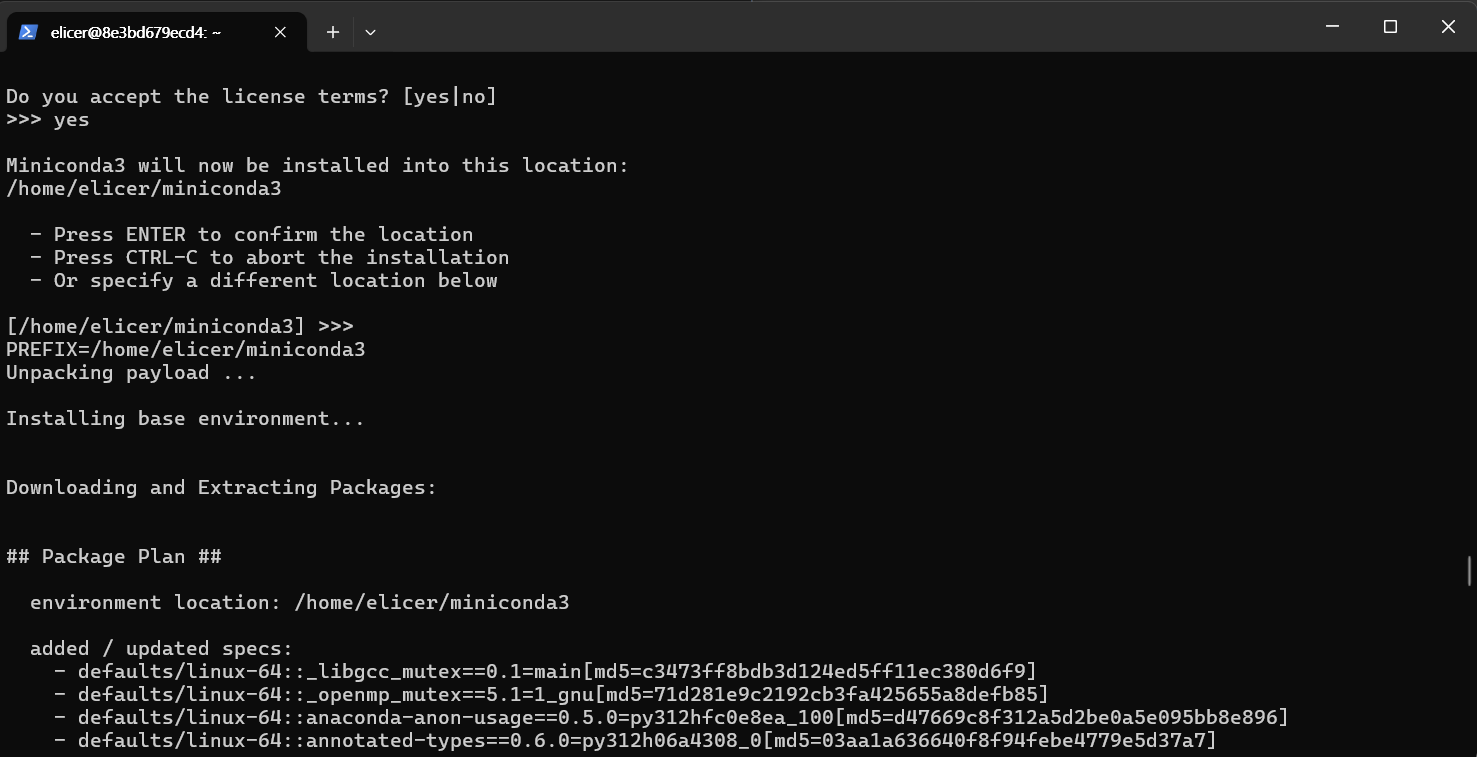 elicer@8e3bd679ecd4: ~
Do you accept the license terms? [yes|no]
>>> yes
Miniconda3 will now be installed into this location:
/home/elicer/miniconda3
- Press ENTER to confirm the location
- Press CTRL-C to abort the installation
- Or specify a different location below
[/home/elicer/miniconda3] >>>
PREFIX=/home/elicer/miniconda3
Unpacking payload ...
Installing base environment...
Downloading and Extracting Packages:
## Package Plan ##
environment location: /home/elicer/miniconda3
added / updated specs:
- defaults/linux-64::_libgcc_mutex==0.1=main[md5=c3473ff8bdb3d124ed5ff11ec380d6f9]
- defaults/linux-64::_openmp_mutex==5.1=1_gnu[md5=71d281e9c2192cb3fa425655a8defb85]
- defaults/linux-64::anaconda-anon-usage==0.5.0=py312hfc0e8ea_100[md5=d47669c8f312a5d2be0a5e095bb8e896]
- defaults/linux-64::annotated-types==0.6.0=py312h06a4308_0[md5=03aa1a636640f8f94febe4779e5d37a7]